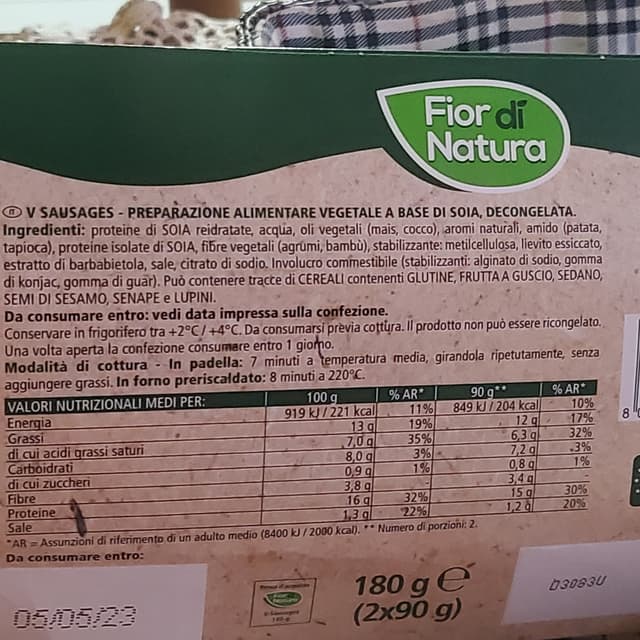 Fior di
Natura
IT V SAUSAGES - PREPARAZIONE ALIMENTARE VEGETALE A BASE DI SOIA, DECONGELATA.
Ingredienti: proteine di SOIA reidratate, acqua, oli vegetali (mais, cocco), aromi naturali, amido (patata,
tapioca), proteine isolate di SOIA, fibre vegetali (agrumi, bambù), stabilizzante: metilcellulosa, lievito essiccato,
estratto di barbabietola, sale, citrato di sodio. Involucro commestibile (stabilizzanti: alginato di sodio, gomma
di konjac, gomma di guar). Può contenere tracce di CEREALI contenenti GLUTINE, FRUTTA A GUSCIO, SEDANO,
SEMI DI SESAMO, SENAPE e LUPINI.
Da consumare entro: vedi data impressa sulla confezione.
Conservare in frigorifero tra +2°C / +4°C. Da consumarsi previa cottura. Il prodotto non può essere ricongelato.
Una volta aperta la confezione consumare entro 1 giorno.
Modalità di cottura - In padella: 7 minuti a temperatura media, girandola ripetutamente, senza
aggiungere grassi. In forno preriscaldato: 8 minuti a 220°C.
VALORI NUTRIZIONALI MEDI PER: 100 g % AR* 90 g** % AR*
Energia 919 kJ / 221 kcal 11% 849 kJ / 204 kcal 10%
Grassi 13 g 19% 12 g 17%
di cui acidi grassi saturi 7,0 g 35% 6,3 g 32%
Carboidrati 8,0 g 3% 7,2 g 3%
di cui zuccheri 0,9 g 1% 0,8 g 1%
Fibre 3,8 g - 3,4 g -
Proteine 16 g 32% 15 g 30%
Sale 1,3 g 22% 1,2 g 20%
*AR = Assunzioni di riferimento di un adulto medio (8400 kJ / 2000 kcal). ** Numero di porzioni: 2.
Da consumare entro:
05/05/23
180 g e
(2x90 g)
D3083U
8